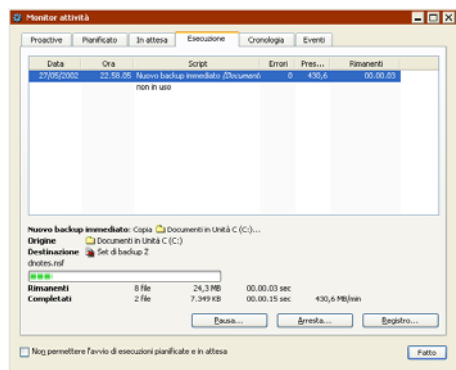 Monitor attività
Proactive Pianificato In attesa Esecuzione Cronologia Eventi
Data Ora Script Errori Pres... Rimanenti
27/05/2002 22.58.05 Nuovo backup immediato (Documenti 0 430,6 00.00.03
non in uso
Nuovo backup immediato: Copia Documenti in Unità C (C:)...
Origine Documenti in Unità C (C:)
Destinazione Set di backup Z
dnotes.nsf
Rimanenti 8 file 24,3 MB 00.00.03 sec
Completati 2 file 7.349 KB 00.00.15 sec 430,6 MB/min
Pausa... Arresta... Registro...
Non permettere l'avvio di esecuzioni pianificate e in attesa Fatto